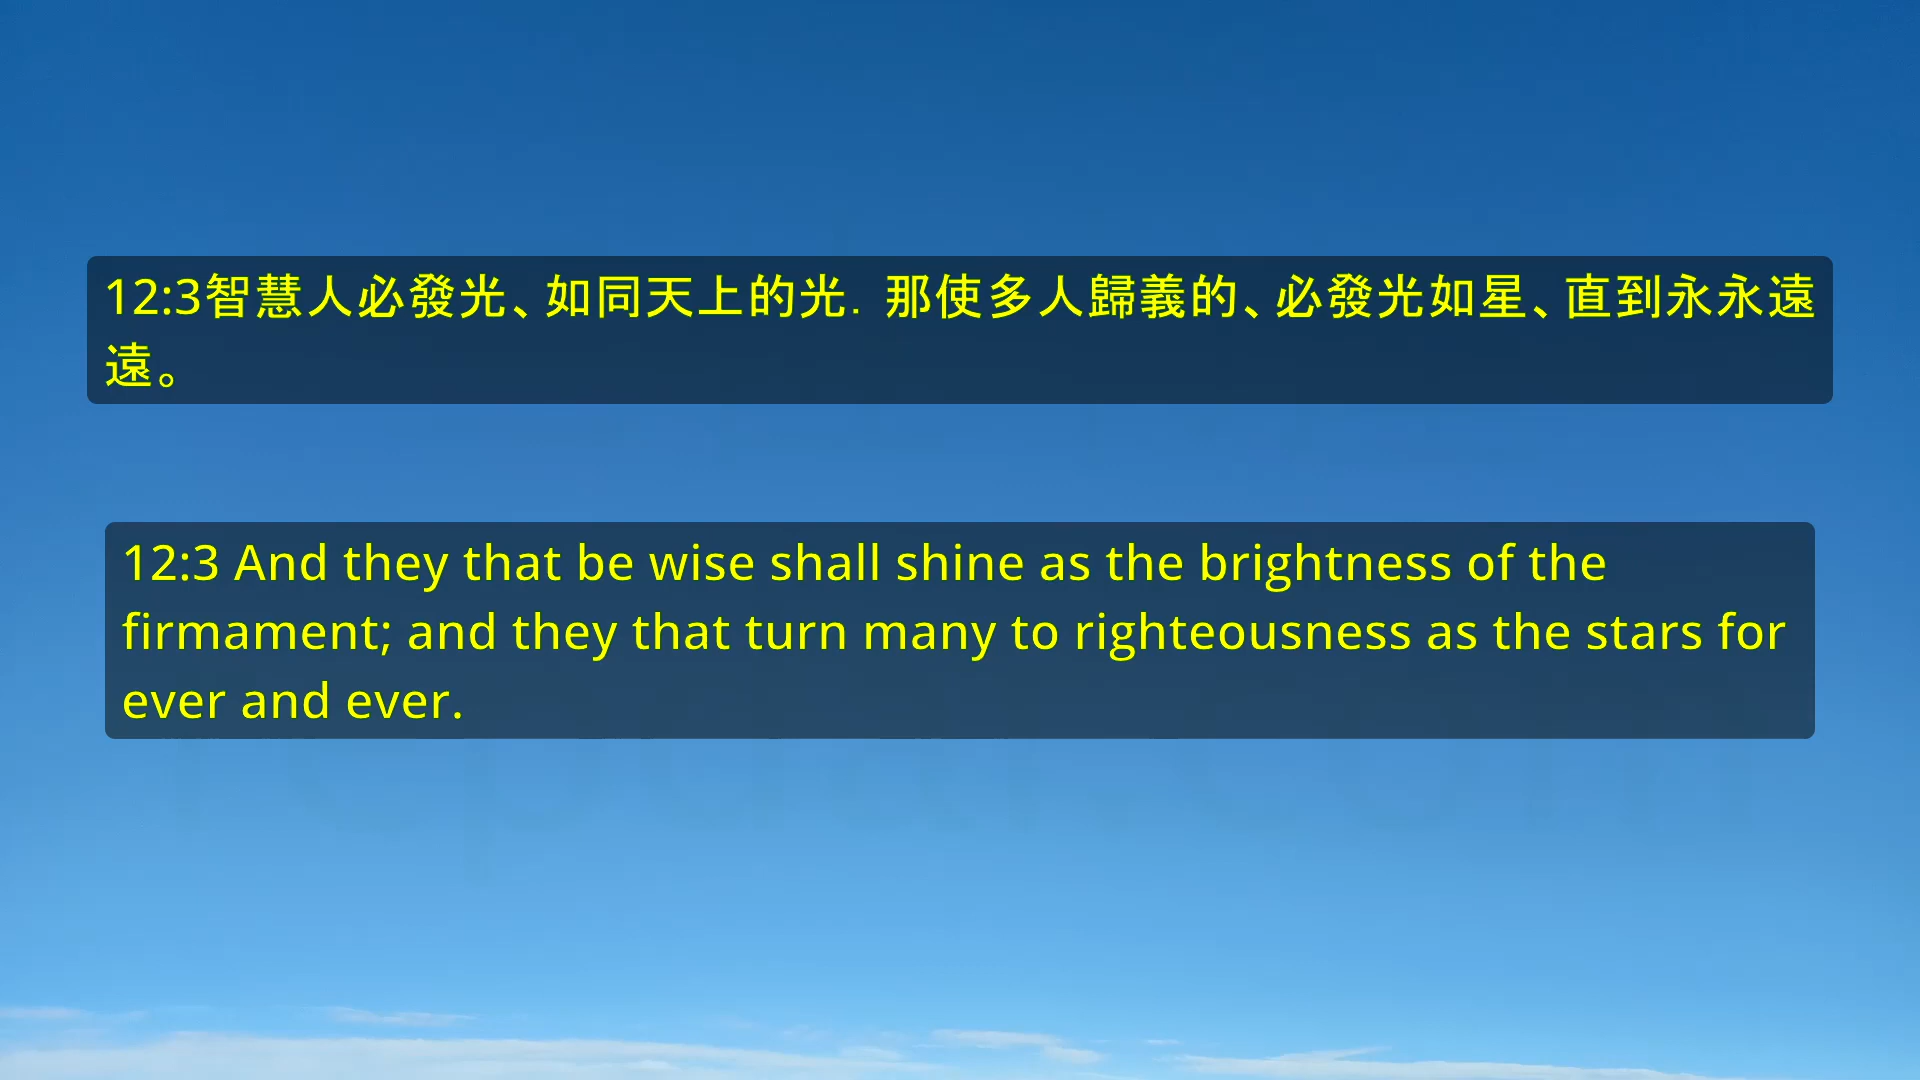 12:3智慧人必發光、如同天上的光．那使多人歸義的、必發光如星、直到永永遠
遠。
12:3 And they that be wise shall shine as the brightness of the
firmament; and they that turn many to righteousness as the stars for
ever and ever.